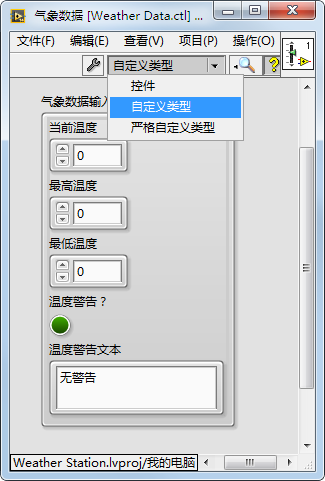 气象数据 [Weather Data.ctl] ...
文件(F) 编辑(E) 查看(V) 项目(P) 操作(O)
自定义类型
控件
自定义类型
严格自定义类型
1
气象数据输入
当前温度
0
最高温度
0
最低温度
0
温度警告？
温度警告文本
无警告
Weather Station.lvproj/我的电脑